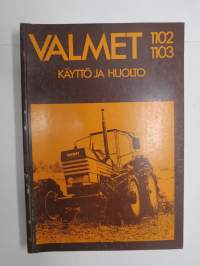 VALMET 1102
1103
KÄYTTÖ JA HUOLTO